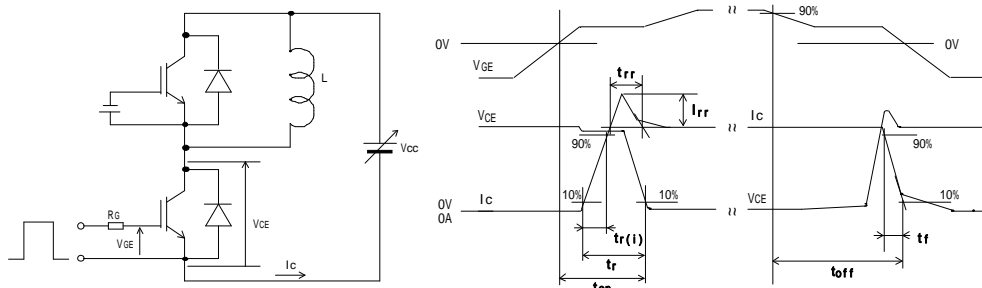 L
Vcc
RG
VGE
VCE
Ic
0V
VGE
90%
0V
trr
Irr
VCE
90%
Ic
90%
10%
10%
10%
0V
0A
Ic
VCE
tr(i)
tr
ton
tf
toff